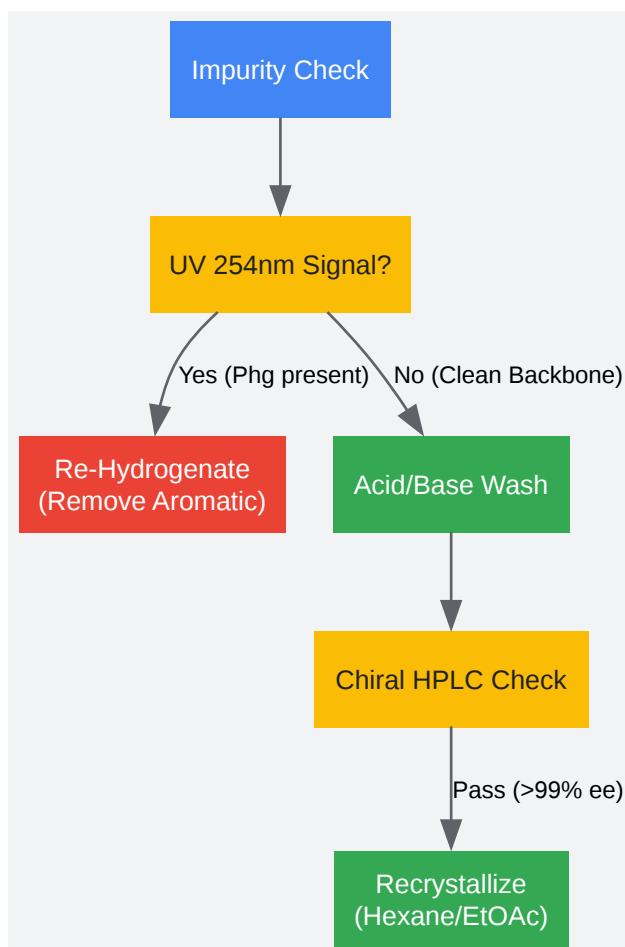 Impurity Check
UV 254nm Signal?
Yes (Phg present)
No (Clean Backbone)
Re-Hydrogenate
(Remove Aromatic)
Acid/Base Wash
Chiral HPLC Check
Pass (>99% ee)
Recrystallize
(Hexane/EtOAc)